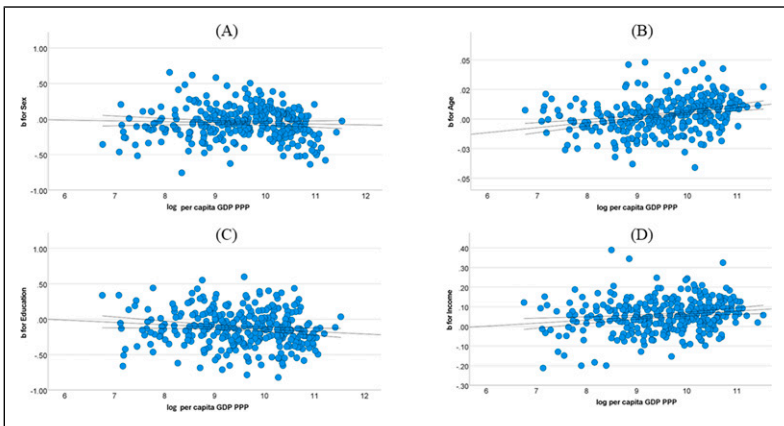 (A)
b for Sex
1.00
.50
.00
-.50
-1.00
6 7 8 9 10 11 12
log per capita GDP PPP
(B)
b for Age
.05
.02
.00
-.03
-.05
6 7 8 9 10 11
log per capita GDP PPP
(C)
b for Education
1.00
.50
.00
-.50
-1.00
6 7 8 9 10 11 12
log per capita GDP PPP
(D)
b for Income
.40
.30
.20
.10
.00
-.10
-.20
-.30
6 7 8 9 10 11
log per capita GDP PPP